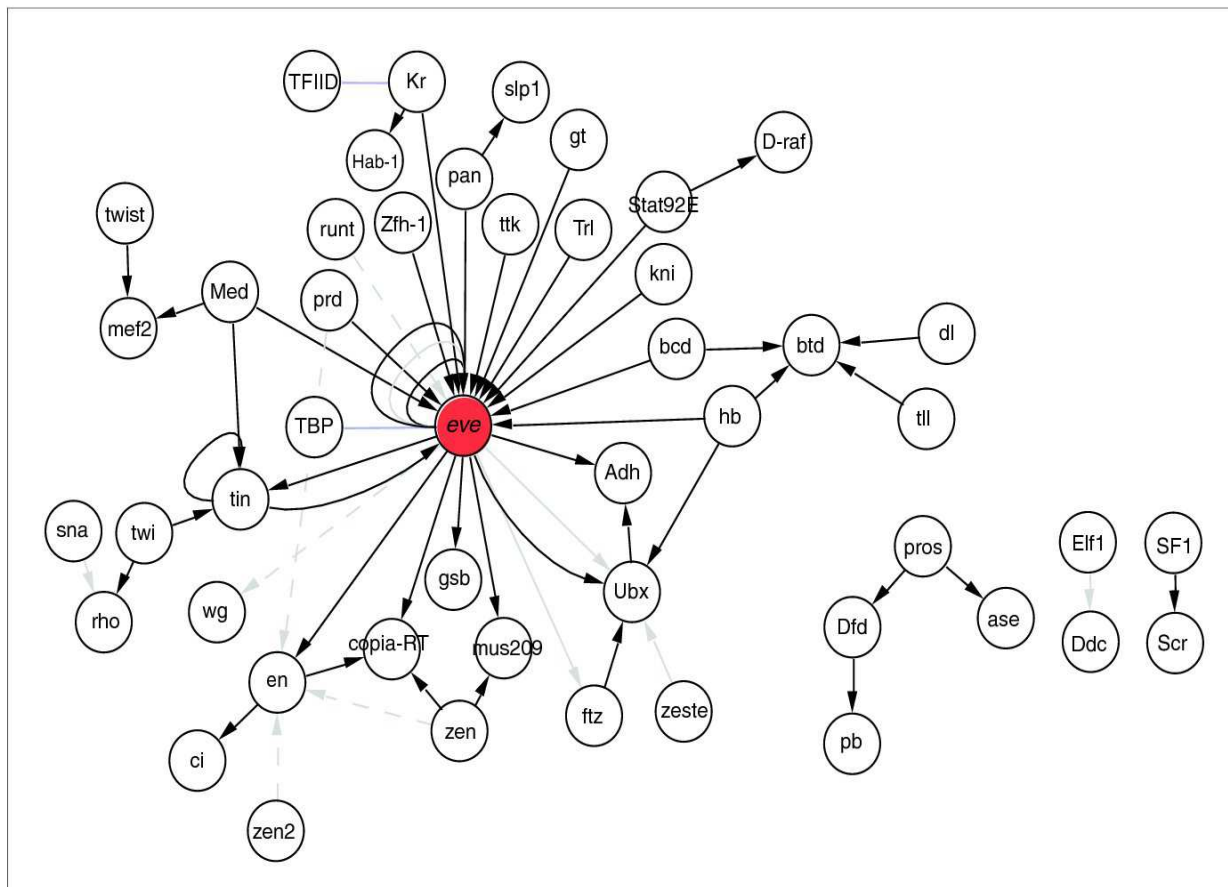 TFIID
Kr
slp1
gt
D-raf
Hab-1
pan
Stat92E
twist
runt
Zfh-1
ttk
Trl
kni
Med
prd
mef2
bcd
btd
dl
TBP
eve
hb
tll
Adh
tin
sna
twi
pros
Elf1
SF1
gsb
Ubx
rho
wg
Dfd
ase
Ddc
Scr
copia-RT
mus209
en
ftz
zeste
zen
pb
ci
zen2